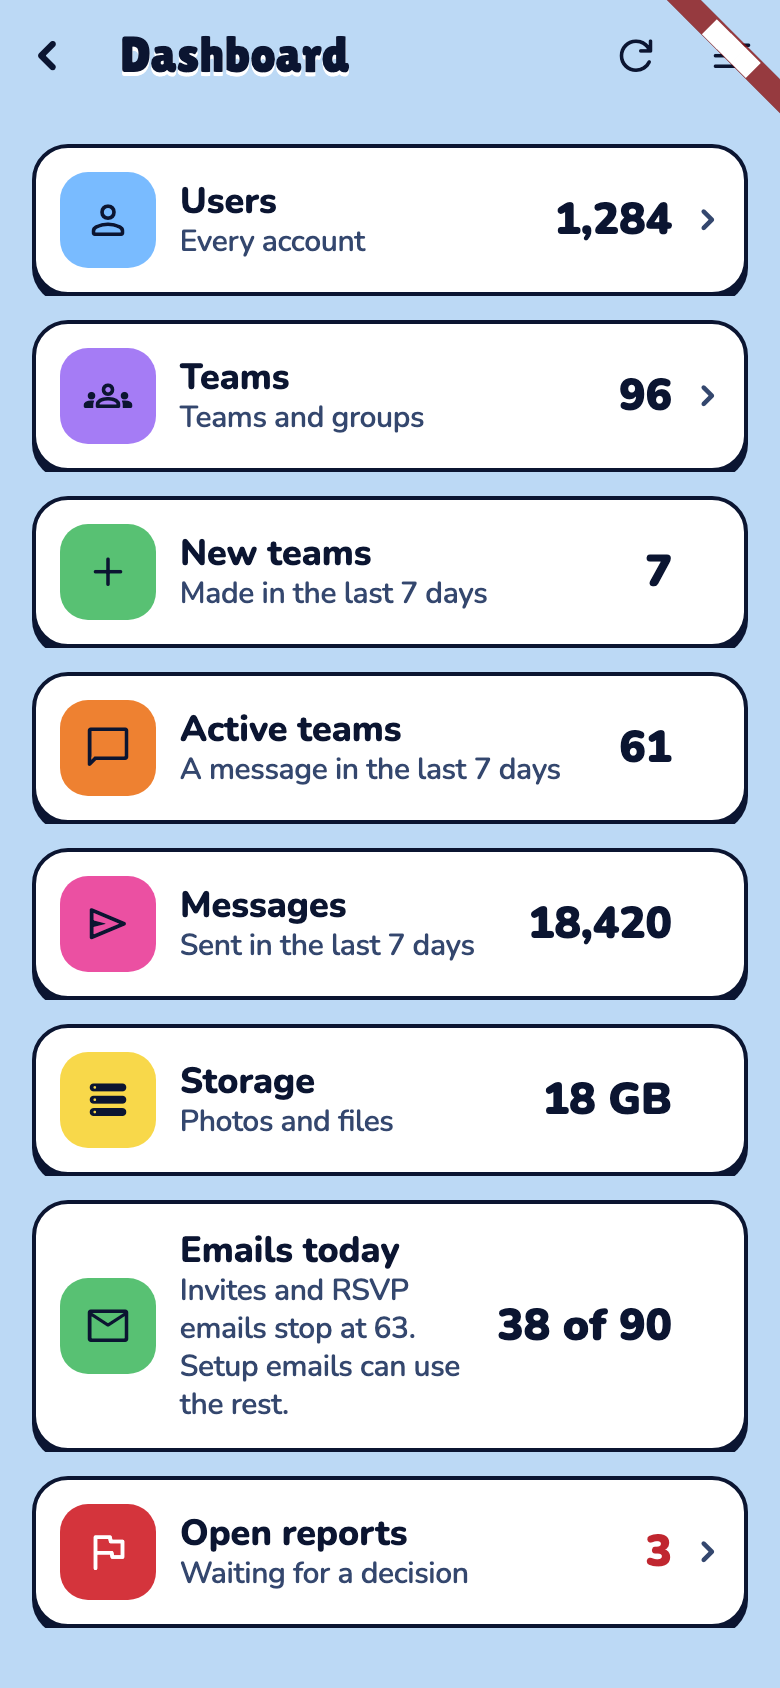 Dashboard
Users
Every account
1,284
Teams
Teams and groups
96
New teams
Made in the last 7 days
7
Active teams
A message in the last 7 days
61
Messages
Sent in the last 7 days
18,420
Storage
Photos and files
18 GB
Emails today
Invites and RSVP
emails stop at 63.
Setup emails can use
the rest.
38 of 90
Open reports
Waiting for a decision
3